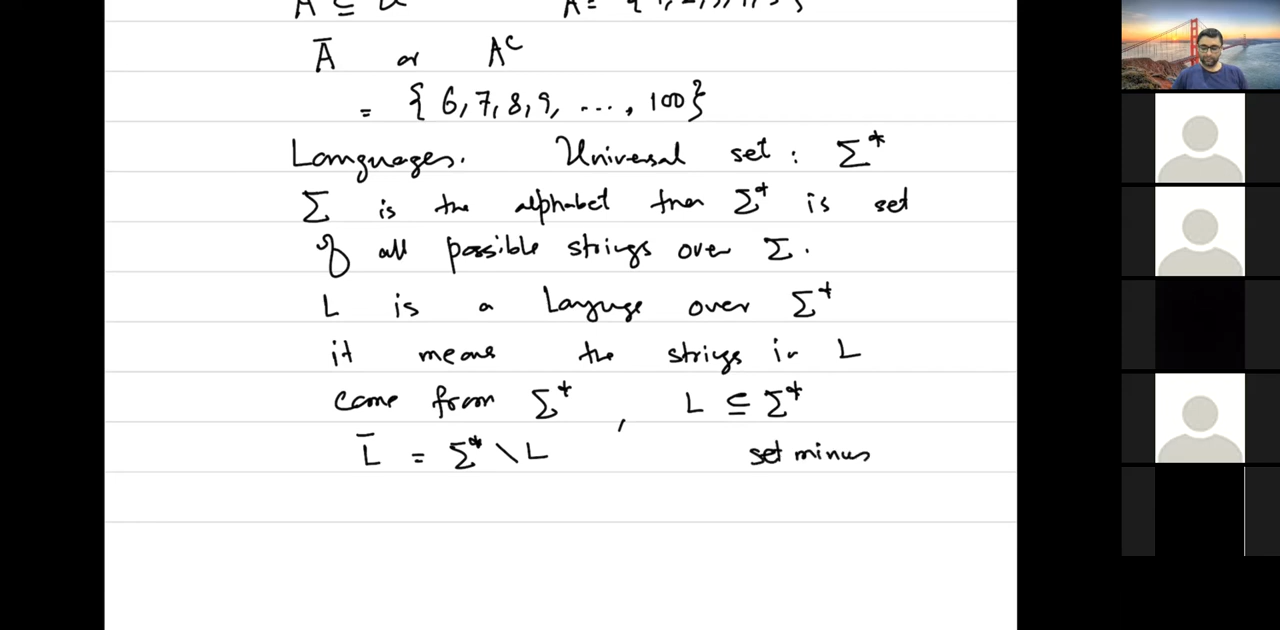 A ⊆
A =
Ā or Aᶜ
= { 6, 7, 8, 9, ..., 100}
Languages. Universal set : Σ*
Σ is the alphabet then Σ* is set
of all possible strings over Σ.
L is a Language over Σ*
it means the strings in L
come from Σ* , L ⊆ Σ*
L̄ = Σ* \ L set minus